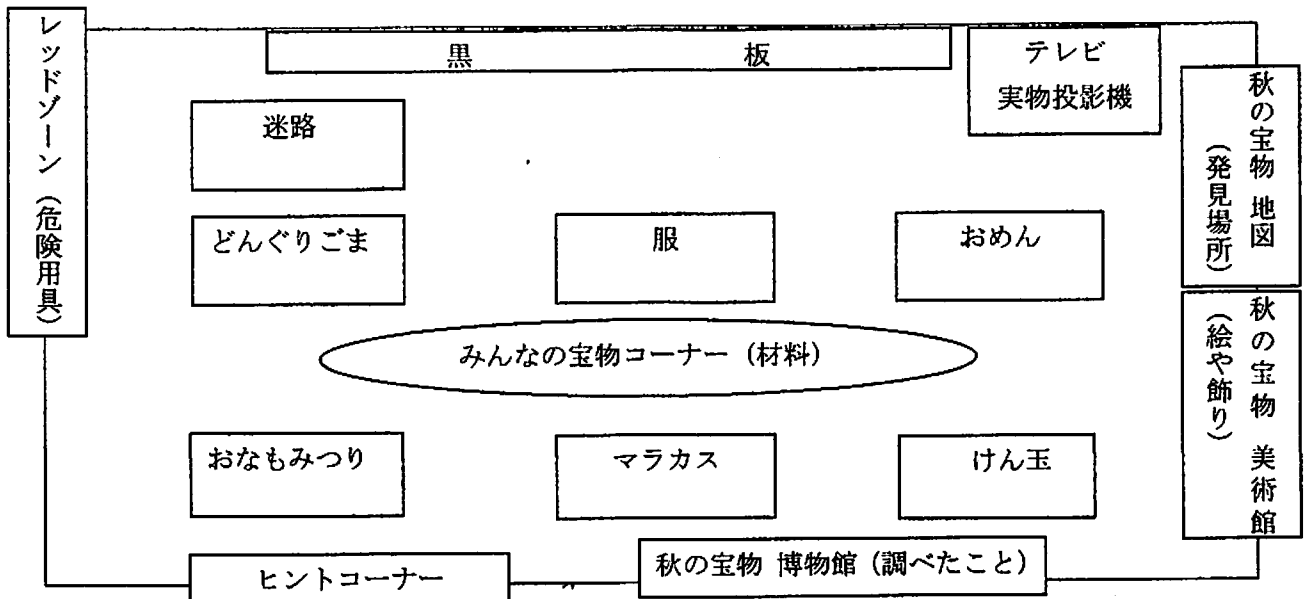 レッドゾーン（危険用具）
黒板
テレビ
実物投影機
秋の宝物 地図
（発見場所）
迷路
どんぐりごま
服
おめん
みんなの宝物コーナー（材料）
秋の宝物 美術館
（絵や飾り）
おなもみつり
マラカス
けん玉
ヒントコーナー
秋の宝物 博物館（調べたこと）